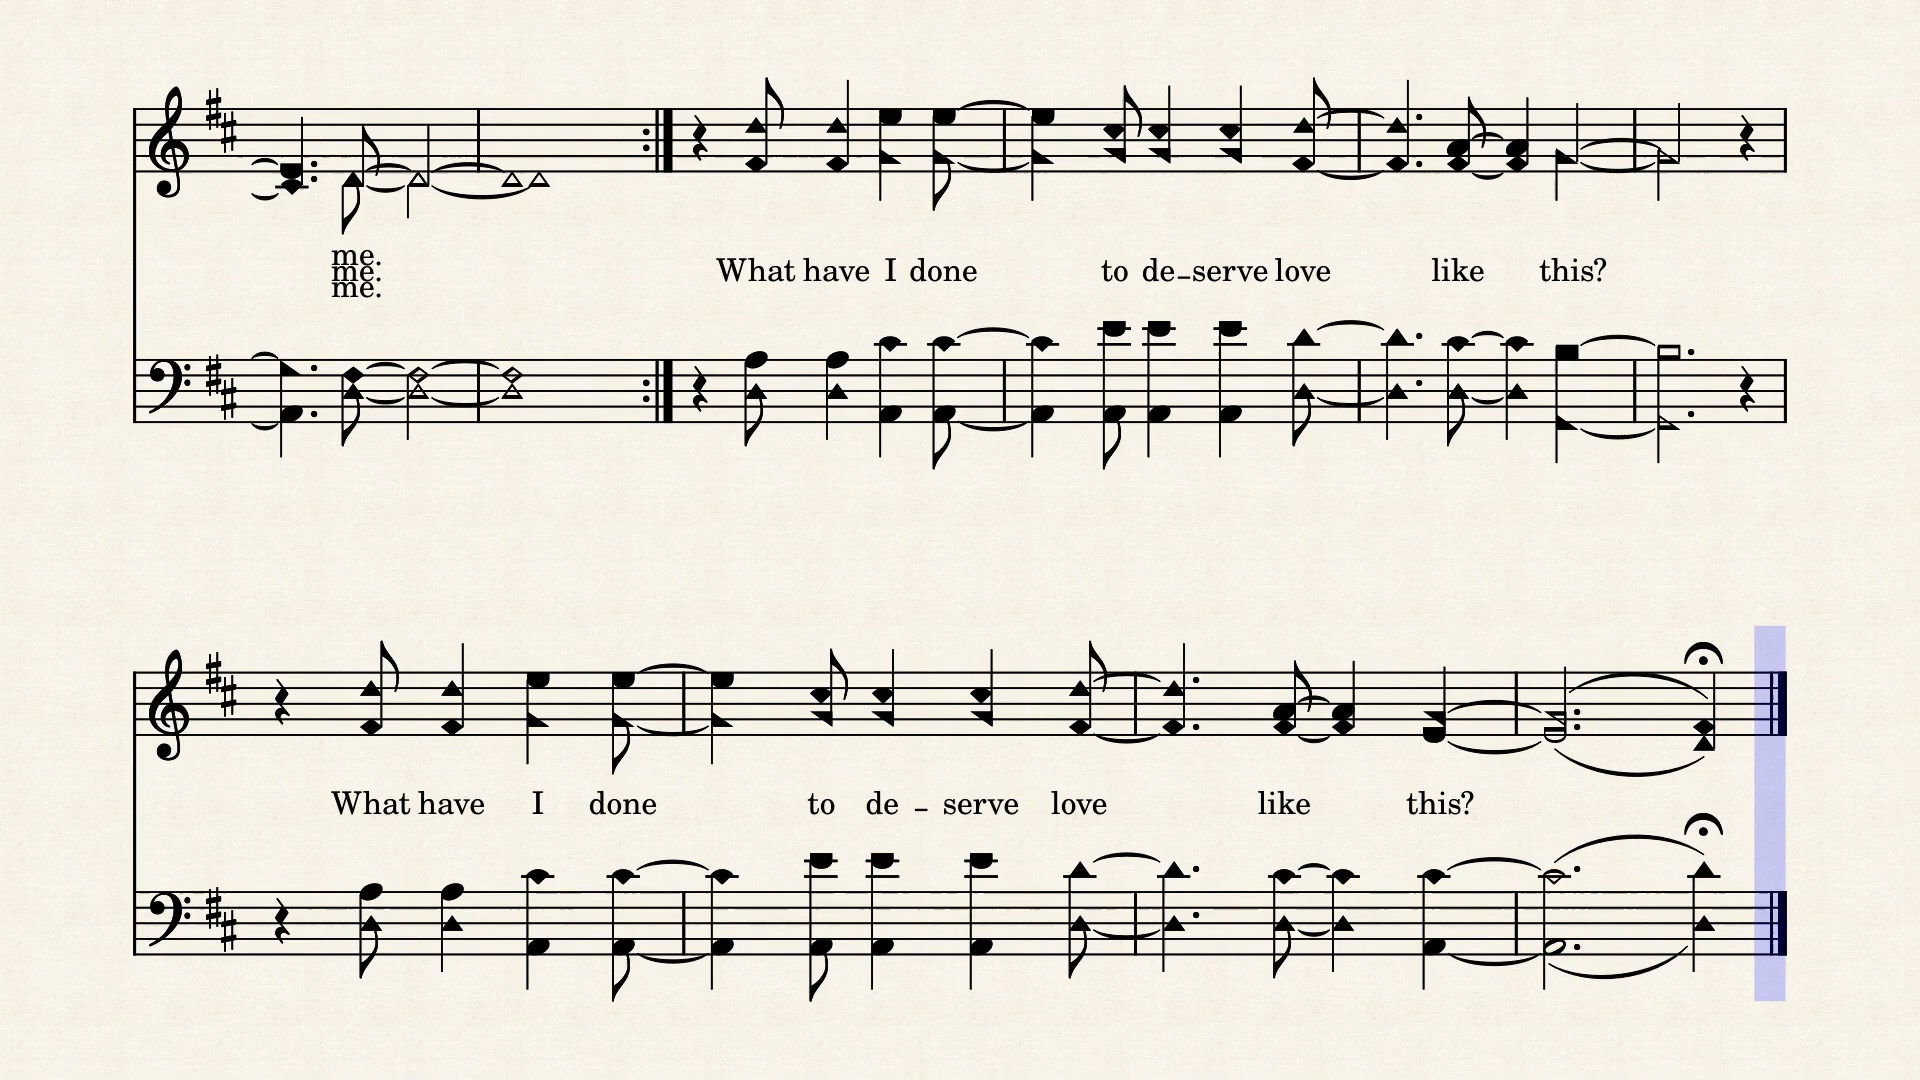 me.
me.
me.
What have I done to de-serve love like this?
What have I done to de - serve love like this?